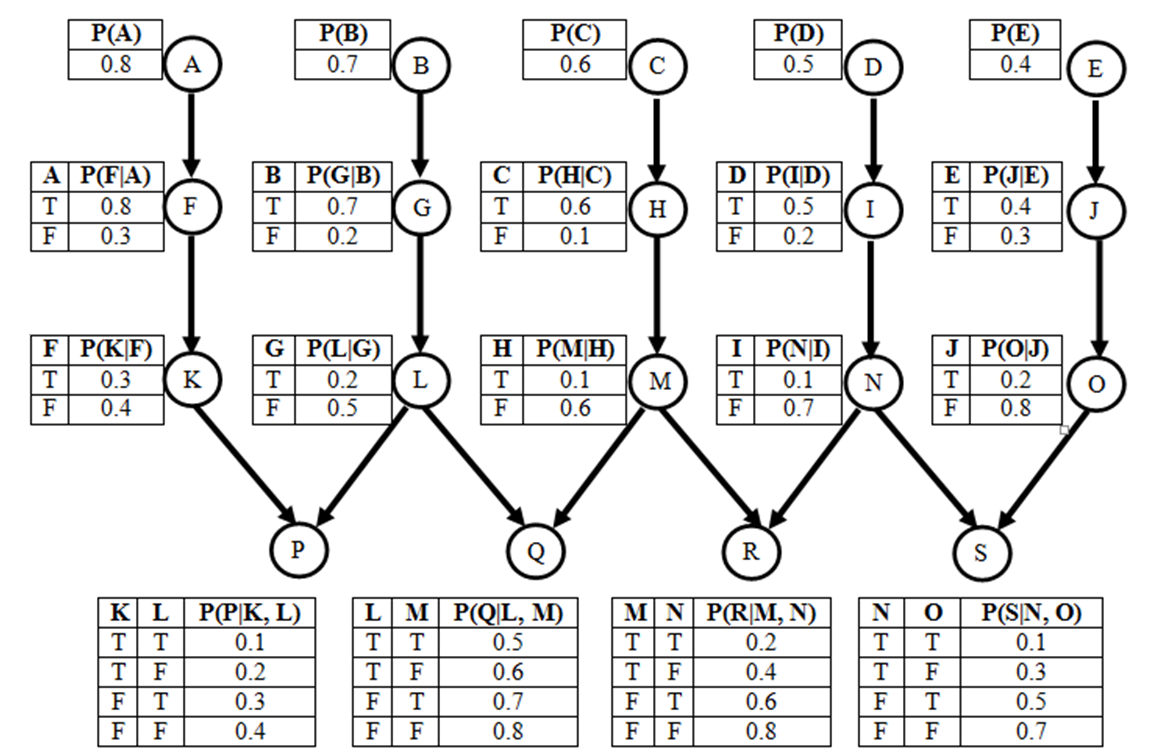 P(A) P(B) P(C) P(D) P(E)
0.8 A 0.7 B 0.6 C 0.5 D 0.4 E
A P(F|A) B P(G|B) C P(H|C) D P(I|D) E P(J|E)
T 0.8 F T 0.7 G T 0.6 H T 0.5 I T 0.4 J
F 0.3 F 0.2 F 0.1 F 0.2 F 0.3
F P(K|F) G P(L|G) H P(M|H) I P(N|I) J P(O|J)
T 0.3 K T 0.2 L T 0.1 M T 0.1 N T 0.2 O
F 0.4 F 0.5 F 0.6 F 0.7 F 0.8
P Q R S
K L P(P|K, L) L M P(Q|L, M) M N P(R|M, N) N O P(S|N, O)
T T 0.1 T T 0.5 T T 0.2 T T 0.1
T F 0.2 T F 0.6 T F 0.4 T F 0.3
F T 0.3 F T 0.7 F T 0.6 F T 0.5
F F 0.4 F F 0.8 F F 0.8 F F 0.7